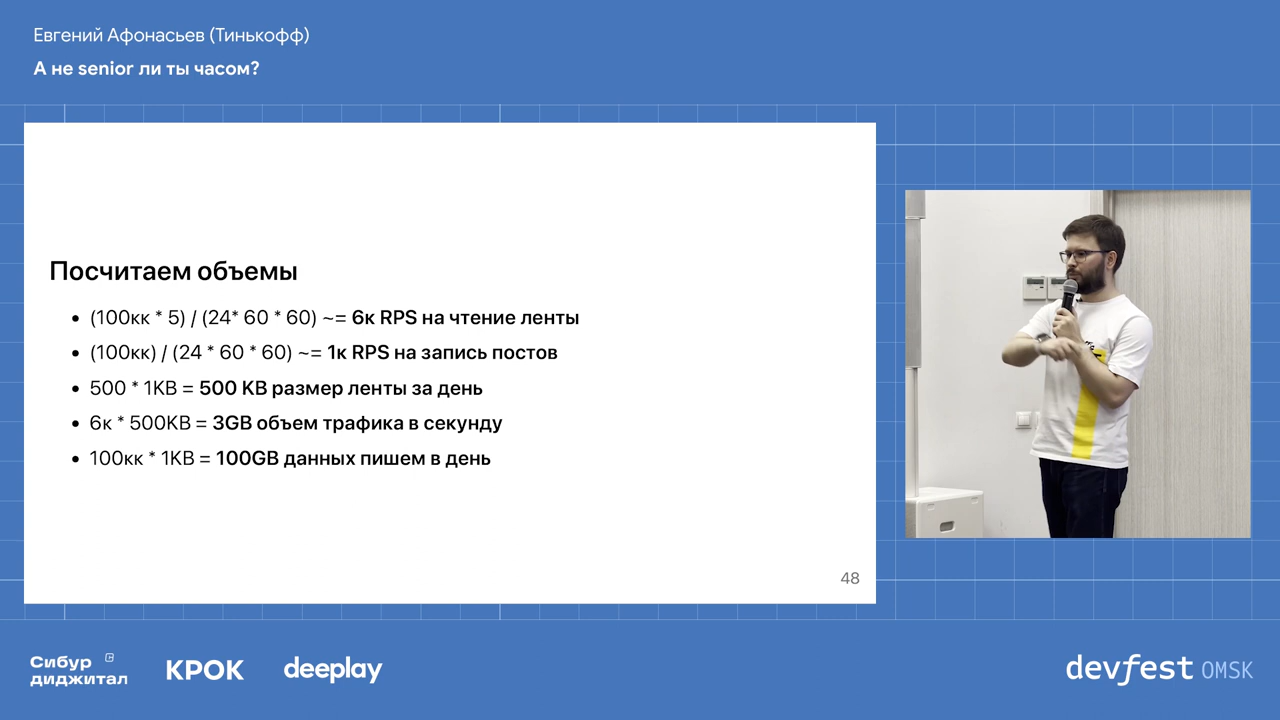 Евгений Афонасьев (Тинькофф)
А не senior ли ты часом?
Посчитаем объемы
• (100кк * 5) / (24* 60 * 60) ~= 6к RPS на чтение ленты
• (100кк) / (24 * 60 * 60) ~= 1к RPS на запись постов
• 500 * 1KB = 500 KB размер ленты за день
• 6к * 500KB = 3GB объем трафика в секунду
• 100кк * 1KB = 100GB данных пишем в день
48
Сибур
диджитал
КРОК
deeplay
devfest OMSK